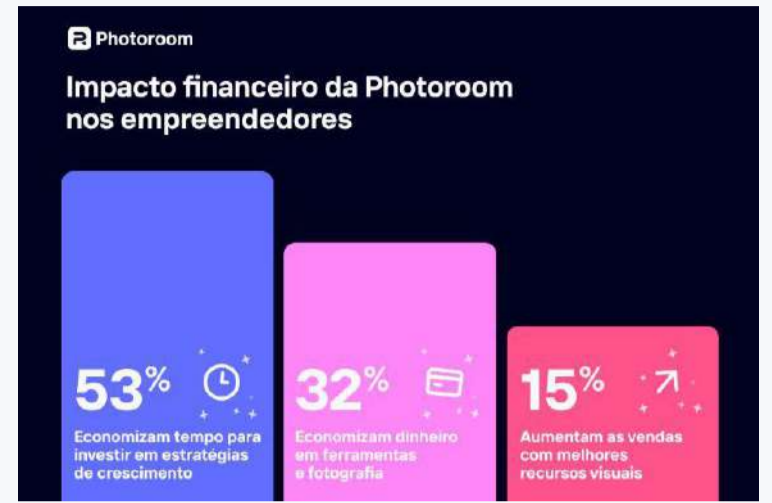 Photoroom
Impacto financeiro da Photoroom
nos empreendedores
53%
Economizam tempo para
investir em estratégias
de crescimento
32%
Economizam dinheiro
em ferramentas
e fotografia
15%
Aumentam as vendas
com melhores
recursos visuais